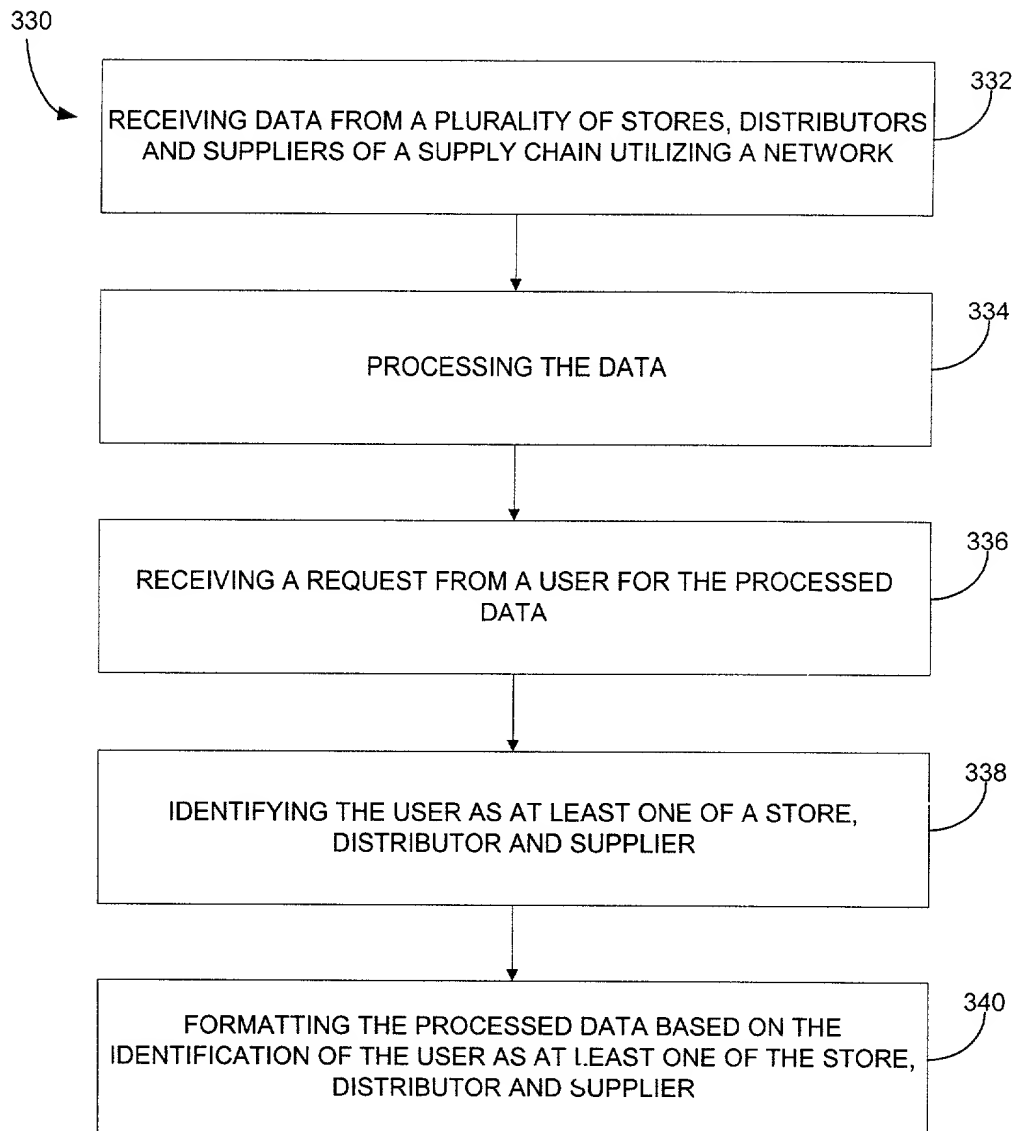 330
332
RECEIVING DATA FROM A PLURALITY OF STORES, DISTRIBUTORS
AND SUPPLIERS OF A SUPPLY CHAIN UTILIZING A NETWORK
334
PROCESSING THE DATA
336
RECEIVING A REQUEST FROM A USER FOR THE PROCESSED
DATA
338
IDENTIFYING THE USER AS AT LEAST ONE OF A STORE,
DISTRIBUTOR AND SUPPLIER
340
FORMATTING THE PROCESSED DATA BASED ON THE
IDENTIFICATION OF THE USER AS AT LEAST ONE OF THE STORE,
DISTRIBUTOR AND SUPPLIER